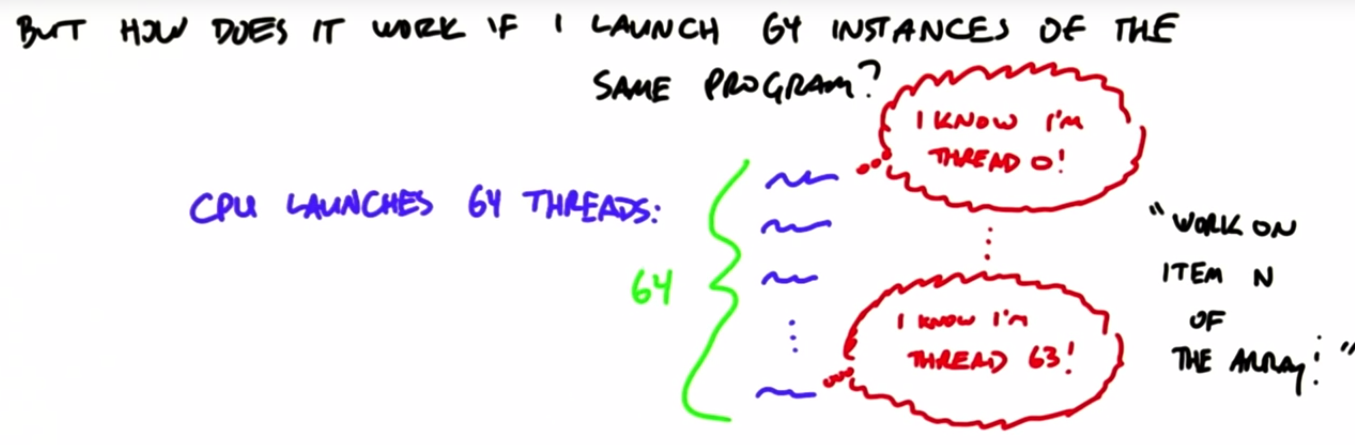 BUT HOW DOES IT WORK IF I LAUNCH 64 INSTANCES OF THE
SAME PROGRAM?
CPU LAUNCHES 64 THREADS:
64
I KNOW I'M
THREAD 0!
I KNOW I'M
THREAD 63!
"WORK ON
ITEM N
OF
THE ARRAY!"